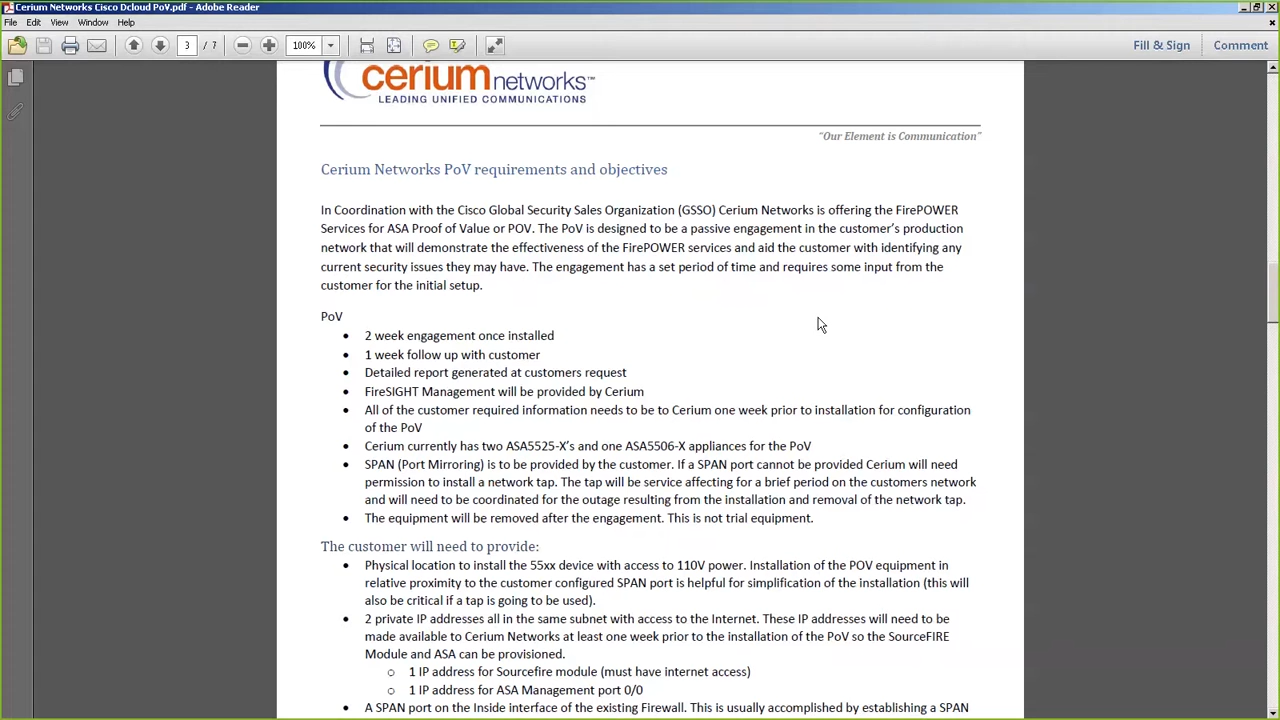 Cerium Networks Cisco Dcloud PoV.pdf - Adobe Reader
File Edit View Window Help
3 / 7 100% Fill & Sign Comment
cerium networks™
LEADING UNIFIED COMMUNICATIONS
“Our Element is Communication”
Cerium Networks PoV requirements and objectives
In Coordination with the Cisco Global Security Sales Organization (GSSO) Cerium Networks is offering the FirePOWER
Services for ASA Proof of Value or POV. The PoV is designed to be a passive engagement in the customer’s production
network that will demonstrate the effectiveness of the FirePOWER services and aid the customer with identifying any
current security issues they may have. The engagement has a set period of time and requires some input from the
customer for the initial setup.
PoV
• 2 week engagement once installed
• 1 week follow up with customer
• Detailed report generated at customers request
• FireSIGHT Management will be provided by Cerium
• All of the customer required information needs to be to Cerium one week prior to installation for configuration
of the PoV
• Cerium currently has two ASA5525-X’s and one ASA5506-X appliances for the PoV
• SPAN (Port Mirroring) is to be provided by the customer. If a SPAN port cannot be provided Cerium will need
permission to install a network tap. The tap will be service affecting for a brief period on the customers network
and will need to be coordinated for the outage resulting from the installation and removal of the network tap.
• The equipment will be removed after the engagement. This is not trial equipment.
The customer will need to provide:
• Physical location to install the 55xx device with access to 110V power. Installation of the POV equipment in
relative proximity to the customer configured SPAN port is helpful for simplification of the installation (this will
also be critical if a tap is going to be used).
• 2 private IP addresses all in the same subnet with access to the Internet. These IP addresses will need to be
made available to Cerium Networks at least one week prior to the installation of the PoV so the SourceFIRE
Module and ASA can be provisioned.
o 1 IP address for Sourcefire module (must have internet access)
o 1 IP address for ASA Management port 0/0
• A SPAN port on the Inside interface of the existing Firewall. This is usually accomplished by establishing a SPAN